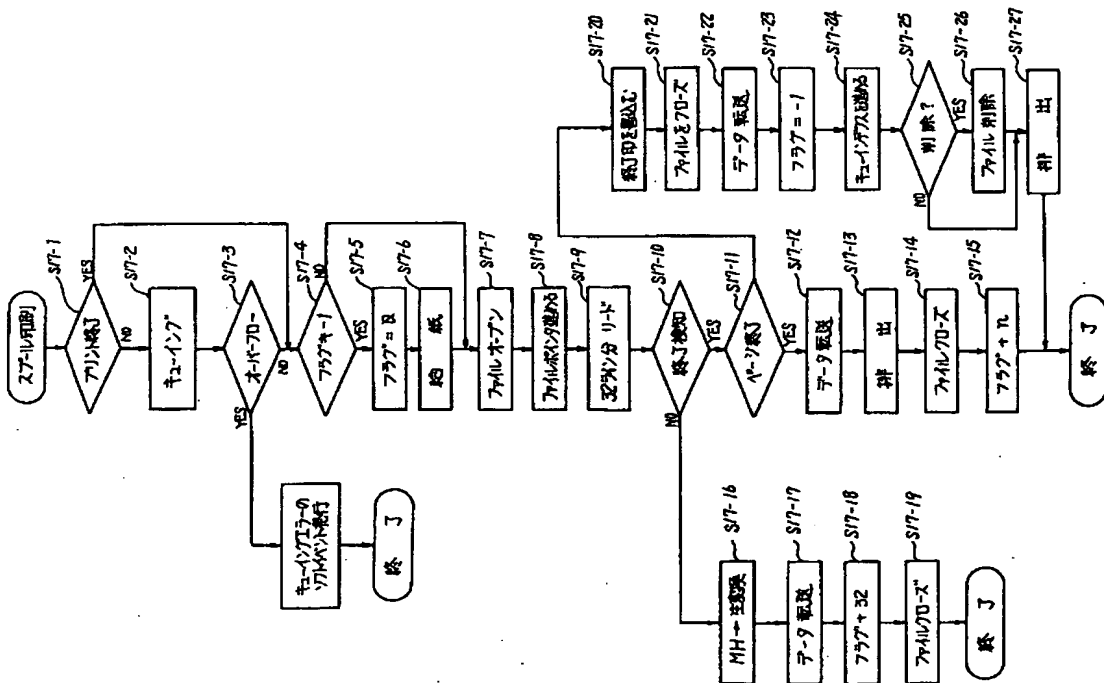 スプール印刷
S17-1
プリント終了
YES
NO
S17-2
キューイング
S17-3
オーバーフロー
YES
NO
キューイングエラーの
ソフトイベント発行
終了
S17-4
フラグキー1
NO
YES
S17-5
S17-6
給紙
S17-7
ファイルオープン
S17-8
ファイルポインタ進める
S17-9
32ライン分リード
S17-10
終了検知
NO
YES
S17-11
ページ終了
YES
S17-12
データ転送
S17-13
排出
S17-14
ファイルクローズ
S17-15
フラグ+n
終了
S17-16
MH→生変換
S17-17
データ転送
S17-18
フラグ+32
S17-19
ファイルクローズ
終了
S17-20
終了印を書込む
S17-21
ファイルをクローズ
S17-22
データ転送
S17-23
フラグ=-1
S17-24
キューインデクスを進める
S17-25
削除?
NO
YES
S17-26
ファイル削除
S17-27
排出